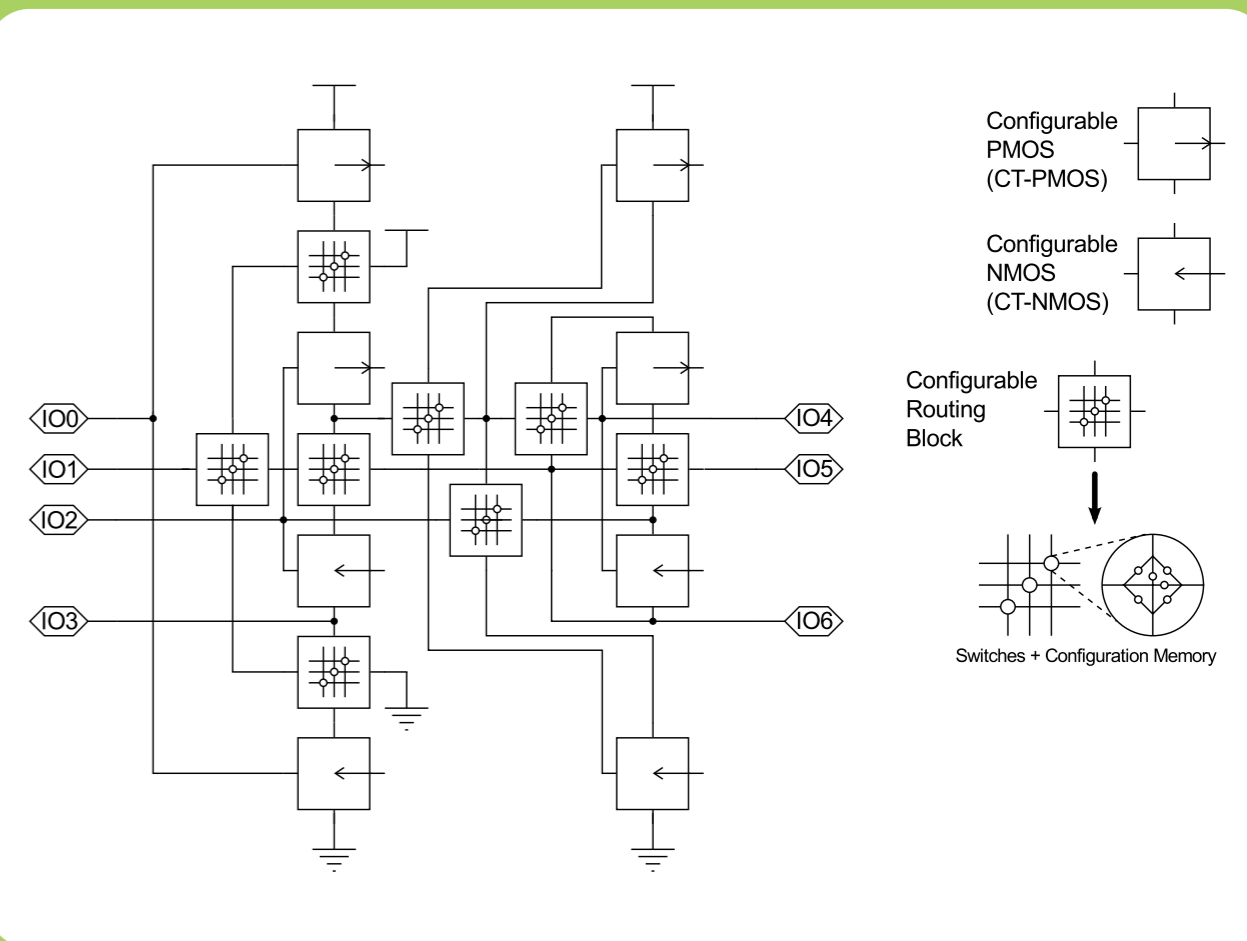 IO0
IO1
IO2
IO3
IO4
IO5
IO6
Configurable
PMOS
(CT-PMOS)
Configurable
NMOS
(CT-NMOS)
Configurable
Routing
Block
Switches + Configuration Memory